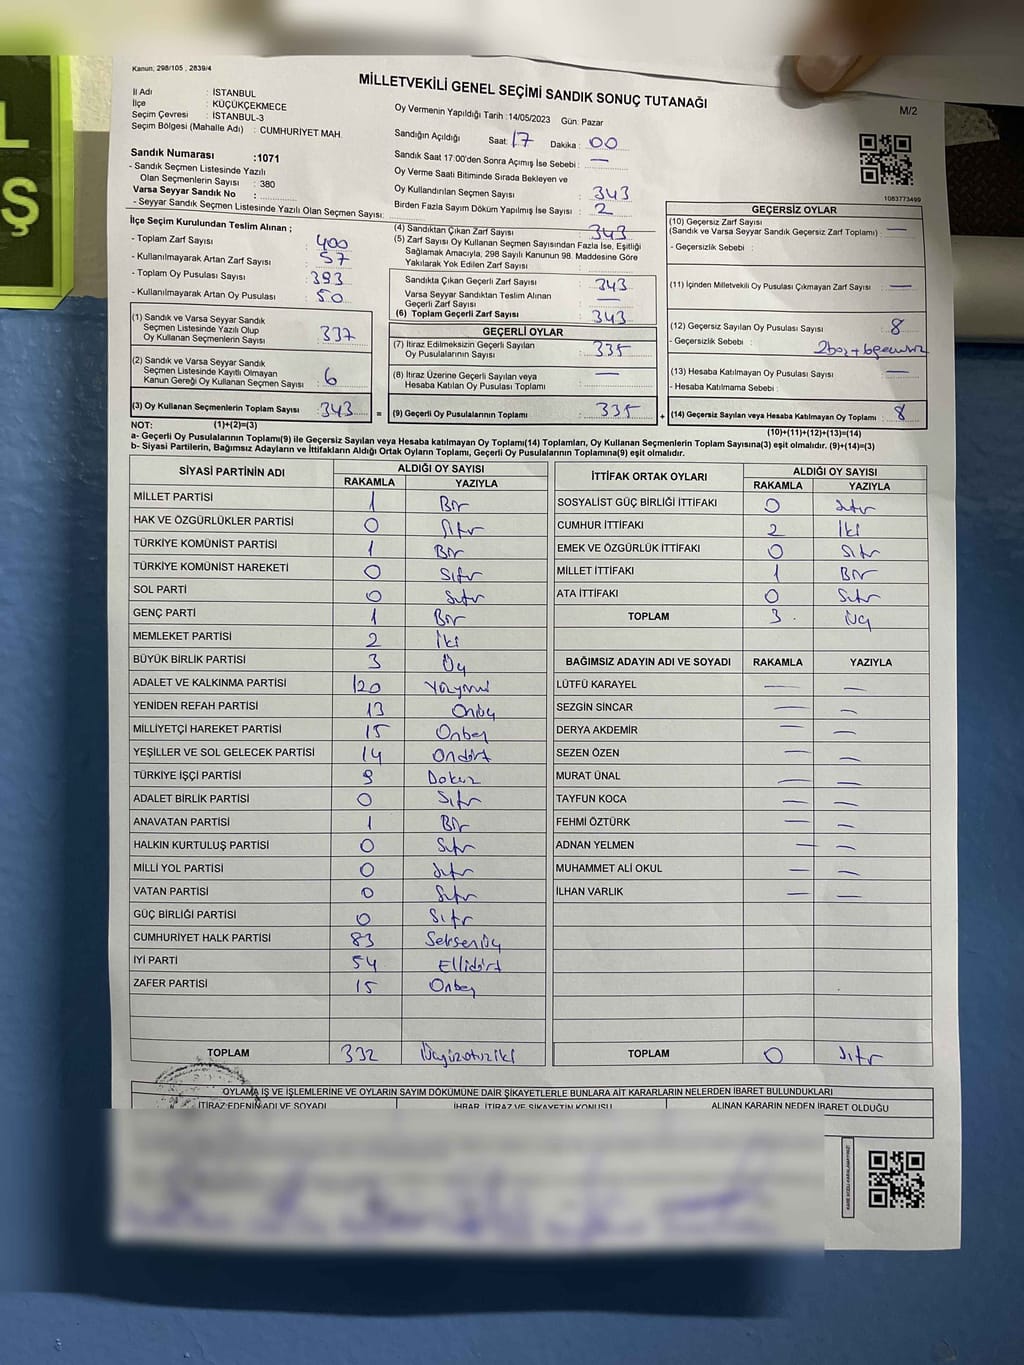 L
Ş
Kanun, 298/105 , 2839/4
MİLLETVEKİLİ GENEL SEÇİMİ SANDIK SONUÇ TUTANAĞI
M/2
İl Adı : İSTANBUL
İlçe : KÜÇÜKÇEKMECE
Seçim Çevresi : İSTANBUL-3
Seçim Bölgesi (Mahalle Adı) : CUMHURİYET MAH.
Sandık Numarası :1071
- Sandık Seçmen Listesinde Yazılı
Olan Seçmenlerin Sayısı : 380
Varsa Seyyar Sandık No :
- Seyyar Sandık Seçmen Listesinde Yazılı Olan Seçmen Sayısı:
Oy Vermenin Yapıldığı Tarih :14/05/2023 Gün: Pazar
Sandığın Açıldığı Saat: 17 Dakika : 00
Sandık Saat 17:00'den Sonra Açımış İse Sebebi : —
Oy Verme Saati Bitiminde Sırada Bekleyen ve
Oy Kullandırılan Seçmen Sayısı : 343
Birden Fazla Sayım Döküm Yapılmış İse Sayısı : 2
1083773499
İlçe Seçim Kurulundan Teslim Alınan ;
- Toplam Zarf Sayısı : 400
- Kullanılmayarak Artan Zarf Sayısı : 57
- Toplam Oy Pusulası Sayısı : 393
- Kullanılmayarak Artan Oy Pusulası : 50
(1) Sandık ve Varsa Seyyar Sandık
Seçmen Listesinde Yazılı Olup
Oy Kullanan Seçmenlerin Sayısı : 337
(2) Sandık ve Varsa Seyyar Sandık
Seçmen Listesinde Kayıtlı Olmayan
Kanun Gereği Oy Kullanan Seçmen Sayısı : 6
(3) Oy Kullanan Seçmenlerin Toplam Sayısı : 343 =
(4) Sandıktan Çıkan Zarf Sayısı : 343
(5) Zarf Sayısı Oy Kullanan Seçmen Sayısından Fazla İse, Eşitliği
Sağlamak Amacıyla, 298 Sayılı Kanunun 98. Maddesine Göre
Yakılarak Yok Edilen Zarf Sayısı :
Sandıkta Çıkan Geçerli Zarf Sayısı : 343
Varsa Seyyar Sandıktan Teslim Alınan
Geçerli Zarf Sayısı : —
(6) Toplam Geçerli Zarf Sayısı : 343
GEÇERLİ OYLAR
(7) İtiraz Edilmeksizin Geçerli Sayılan
Oy Pusulalarının Sayısı : 335
(8) İtiraz Üzerine Geçerli Sayılan veya
Hesaba Katılan Oy Pusulası Toplamı : —
(9) Geçerli Oy Pusulalarının Toplamı : 335 +
GEÇERSİZ OYLAR
(10) Geçersiz Zarf Sayısı
(Sandık ve Varsa Seyyar Sandık Geçersiz Zarf Toplamı) : —
- Geçersizlik Sebebi :
(11) İçinden Milletvekili Oy Pusulası Çıkmayan Zarf Sayısı : —
(12) Geçersiz Sayılan Oy Pusulası Sayısı : 8
- Geçersizlik Sebebi : 2boş+6geçersiz
(13) Hesaba Katılmayan Oy Pusulası Sayısı : —
- Hesaba Katılmama Sebebi :
(14) Geçersiz Sayılan veya Hesaba Katılmayan Oy Toplamı : 8
NOT: (1)+(2)=(3)
(10)+(11)+(12)+(13)=(14)
a- Geçerli Oy Pusulalarının Toplamı(9) ile Geçersiz Sayılan veya Hesaba katılmayan Oy Toplamı(14) Toplamları, Oy Kullanan Seçmenlerin Toplam Sayısına(3) eşit olmalıdır. (9)+(14)=(3)
b- Siyasi Partilerin, Bağımsız Adayların ve İttifakların Aldığı Ortak Oyların Toplamı, Geçerli Oy Pusulalarının Toplamına(9) eşit olmalıdır.
SİYASİ PARTİNİN ADI ALDIĞI OY SAYISI
RAKAMLA YAZIYLA
MİLLET PARTİSİ 1 Bir
HAK VE ÖZGÜRLÜKLER PARTİSİ 0 Sıfır
TÜRKİYE KOMÜNİST PARTİSİ 1 Bir
TÜRKİYE KOMÜNİST HAREKETİ 0 Sıfır
SOL PARTİ 0 Sıfır
GENÇ PARTİ 1 Bir
MEMLEKET PARTİSİ 2 İki
BÜYÜK BİRLİK PARTİSİ 3 Üç
ADALET VE KALKINMA PARTİSİ 120 Yüzyirmi
YENİDEN REFAH PARTİSİ 13 Onüç
MİLLİYETÇİ HAREKET PARTİSİ 15 Onbeş
YEŞİLLER VE SOL GELECEK PARTİSİ 14 Ondört
TÜRKİYE İŞÇİ PARTİSİ 9 Dokuz
ADALET BİRLİK PARTİSİ 0 Sıfır
ANAVATAN PARTİSİ 1 Bir
HALKIN KURTULUŞ PARTİSİ 0 Sıfır
MİLLİ YOL PARTİSİ 0 Sıfır
VATAN PARTİSİ 0 Sıfır
GÜÇ BİRLİĞİ PARTİSİ 0 Sıfır
CUMHURİYET HALK PARTİSİ 83 Seksenüç
İYİ PARTİ 54 Ellidört
ZAFER PARTİSİ 15 Onbeş
TOPLAM 332 Üçyüzotuziki
İTTİFAK ORTAK OYLARI ALDIĞI OY SAYISI
RAKAMLA YAZIYLA
SOSYALİST GÜÇ BİRLİĞİ İTTİFAKI 0 Sıfır
CUMHUR İTTİFAKI 2 İki
EMEK VE ÖZGÜRLÜK İTTİFAKI 0 Sıfır
MİLLET İTTİFAKI 1 Bir
ATA İTTİFAKI 0 Sıfır
TOPLAM 3 Üç
BAĞIMSIZ ADAYIN ADI VE SOYADI RAKAMLA YAZIYLA
LÜTFÜ KARAYEL — —
SEZGİN SİNCAR — —
DERYA AKDEMİR — —
SEZEN ÖZEN — —
MURAT ÜNAL — —
TAYFUN KOCA — —
FEHMİ ÖZTÜRK — —
ADNAN YELMEN — —
MUHAMMET ALİ OKUL — —
İLHAN VARLIK — —
TOPLAM 0 Sıfır
OYLAMA İŞ VE İŞLEMLERİNE VE OYLARIN SAYIM DÖKÜMÜNE DAİR ŞİKAYETLERLE BUNLARA AİT KARARLARIN NELERDEN İBARET BULUNDUKLARI
İTİRAZ EDENİN ADI VE SOYADI İHBAR, İTİRAZ VE ŞİKAYETİN KONUSU ALINAN KARARIN NEDEN İBARET OLDUĞU